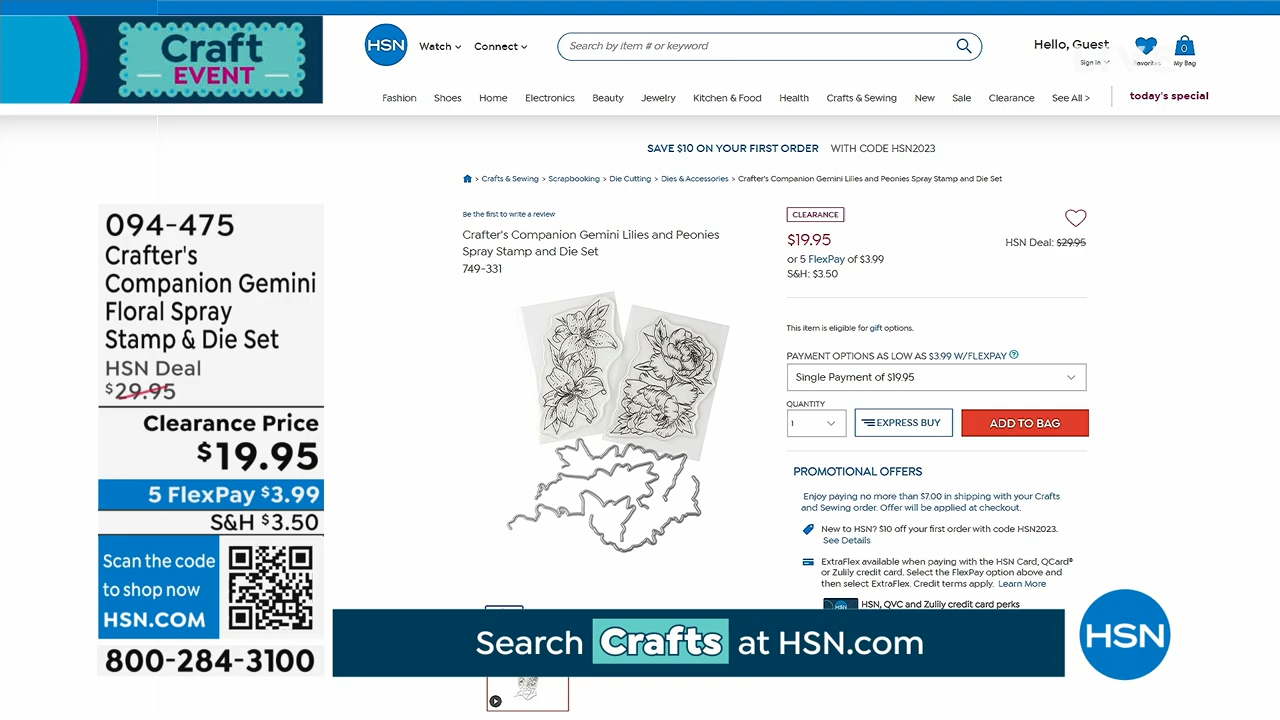 Craft
EVENT
HSN
Watch
Connect
Search by item # or keyword
Hello, Guest
Sign In
Favorites
0
My Bag
Fashion
Shoes
Home
Electronics
Beauty
Jewelry
Kitchen & Food
Health
Crafts & Sewing
New
Sale
Clearance
See All >
today's special
SAVE $10 ON YOUR FIRST ORDER WITH CODE HSN2023
> Crafts & Sewing > Scrapbooking > Die Cutting > Dies & Accessories > Crafter's Companion Gemini Lilies and Peonies Spray Stamp and Die Set
094-475
Crafter's
Companion Gemini
Floral Spray
Stamp & Die Set
HSN Deal
$29.95
Clearance Price
$19.95
5 FlexPay $3.99
S&H $3.50
Scan the code
to shop now
HSN.COM
800-284-3100
Be the first to write a review
Crafter's Companion Gemini Lilies and Peonies
Spray Stamp and Die Set
749-331
CLEARANCE
$19.95
HSN Deal: $29.95
or 5 FlexPay of $3.99
S&H: $3.50
This item is eligible for gift options.
PAYMENT OPTIONS AS LOW AS $3.99 W/FLEXPAY ?
Single Payment of $19.95
QUANTITY
1
EXPRESS BUY
ADD TO BAG
PROMOTIONAL OFFERS
Enjoy paying no more than $7.00 in shipping with your Crafts
and Sewing order. Offer will be applied at checkout.
New to HSN? $10 off your first order with code HSN2023.
See Details
ExtraFlex available when paying with the HSN Card, QCard®
or Zulily credit card. Select the FlexPay option above and
then select ExtraFlex. Credit terms apply. Learn More
HSN
HSN, QVC and Zulily credit card perks
Search Crafts at HSN.com
HSN